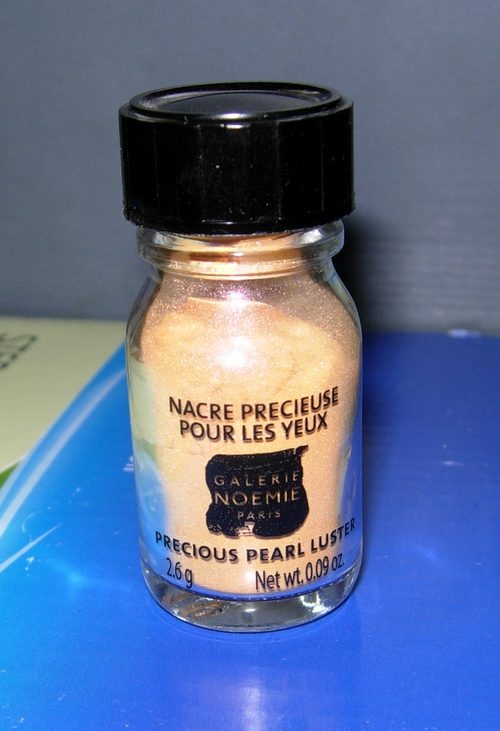 NACRE PRECIEUSE
POUR LES YEUX
GALERIE
NOEMIE
PARIS
PRECIOUS PEARL LUSTER
2.6 g Net wt. 0.09 oz.